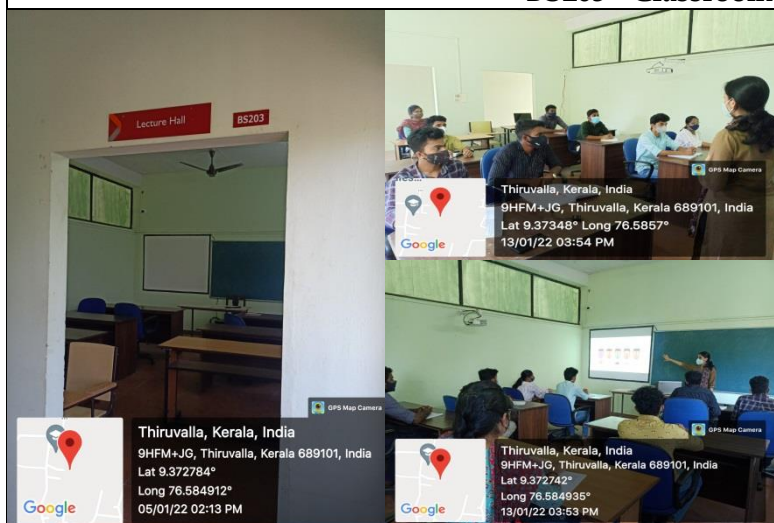 Lecture Hall
BS203
GPS Map Camera
Google
Thiruvalla, Kerala, India
9HFM+JG, Thiruvalla, Kerala 689101, India
Lat 9.372784°
Long 76.584912°
05/01/22 02:13 PM
GPS Map Camera
Google
Thiruvalla, Kerala, India
9HFM+JG, Thiruvalla, Kerala 689101, India
Lat 9.37348° Long 76.5857°
13/01/22 03:54 PM
GPS Map Camera
Google
Thiruvalla, Kerala, India
9HFM+JG, Thiruvalla, Kerala 689101, India
Lat 9.372742°
Long 76.584935°
13/01/22 03:53 PM